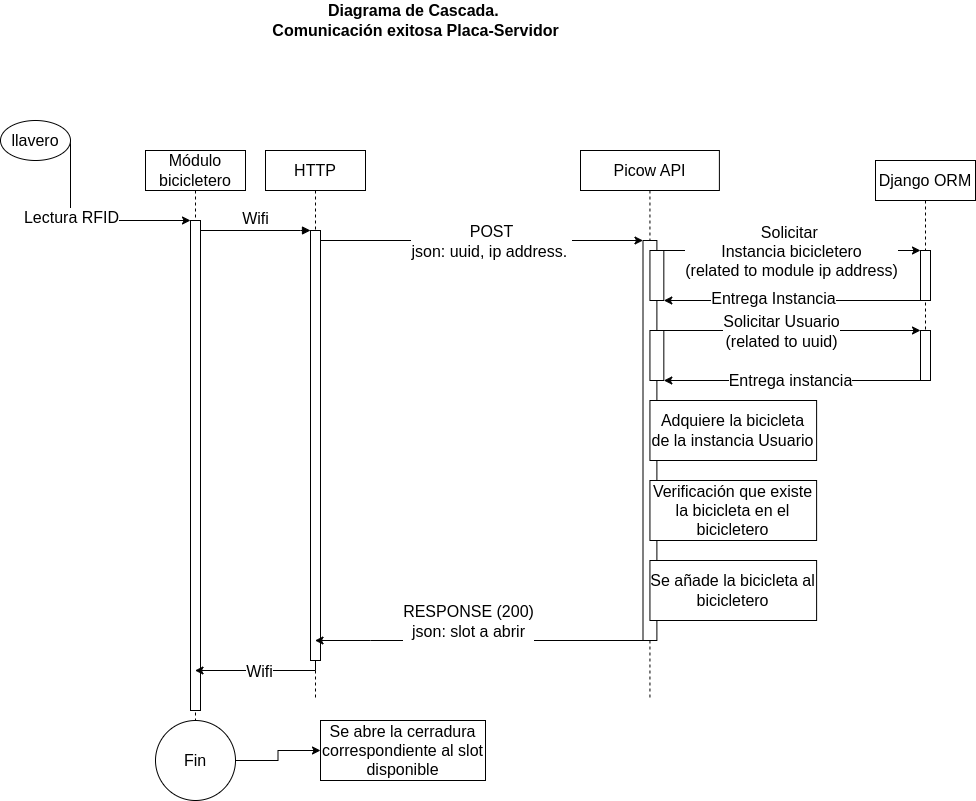 Diagrama de Cascada.
Comunicación exitosa Placa-Servidor
llavero
Módulo
bicicletero
HTTP
Picow API
Django ORM
Lectura RFID
Wifi
POST
json: uuid, ip address.
Solicitar
Instancia bicicletero
(related to module ip address)
Entrega Instancia
Solicitar Usuario
(related to uuid)
Entrega instancia
Adquiere la bicicleta
de la instancia Usuario
Verificación que existe
la bicicleta en el
bicicletero
Se añade la bicicleta al
bicicletero
RESPONSE (200)
json: slot a abrir
Wifi
Fin
Se abre la cerradura
correspondiente al slot
disponible